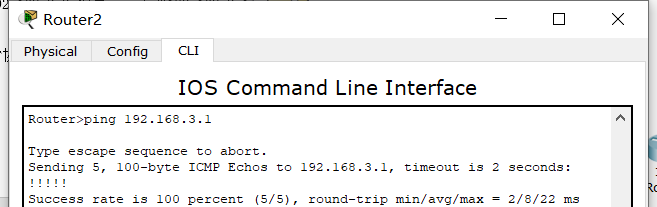 Router2
Physical Config CLI
IOS Command Line Interface
Router>ping 192.168.3.1
Type escape sequence to abort.
Sending 5, 100-byte ICMP Echos to 192.168.3.1, timeout is 2 seconds:
!!!!!
Success rate is 100 percent (5/5), round-trip min/avg/max = 2/8/22 ms